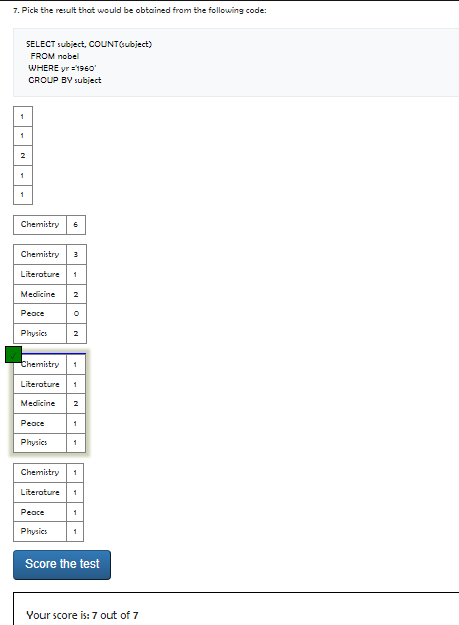 7. Pick the result that would be obtained from the following code:
SELECT subject, COUNT(subject)
FROM nobel
WHERE yr ='1960'
GROUP BY subject
1
1
2
1
1
Chemistry 6
Chemistry 3
Literature 1
Medicine 2
Peace 0
Physics 2
Chemistry 1
Literature 1
Medicine 2
Peace 1
Physics 1
Chemistry 1
Literature 1
Peace 1
Physics 1
Score the test
Your score is: 7 out of 7